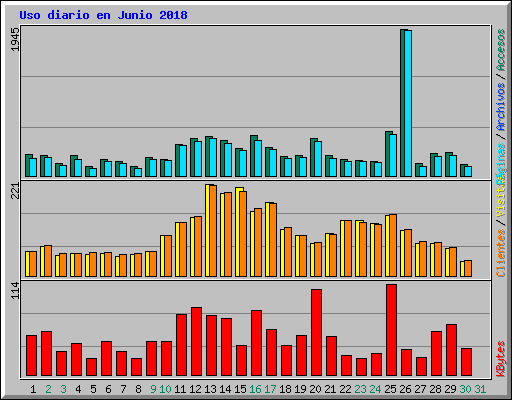 Uso diario en Junio 2018
1945
221
114
Clientes / Visitas
Páginas / Archivos / Accesos
KBytes
1 2 3 4 5 6 7 8 9 10 11 12 13 14 15 16 17 18 19 20 21 22 23 24 25 26 27 28 29 30 31